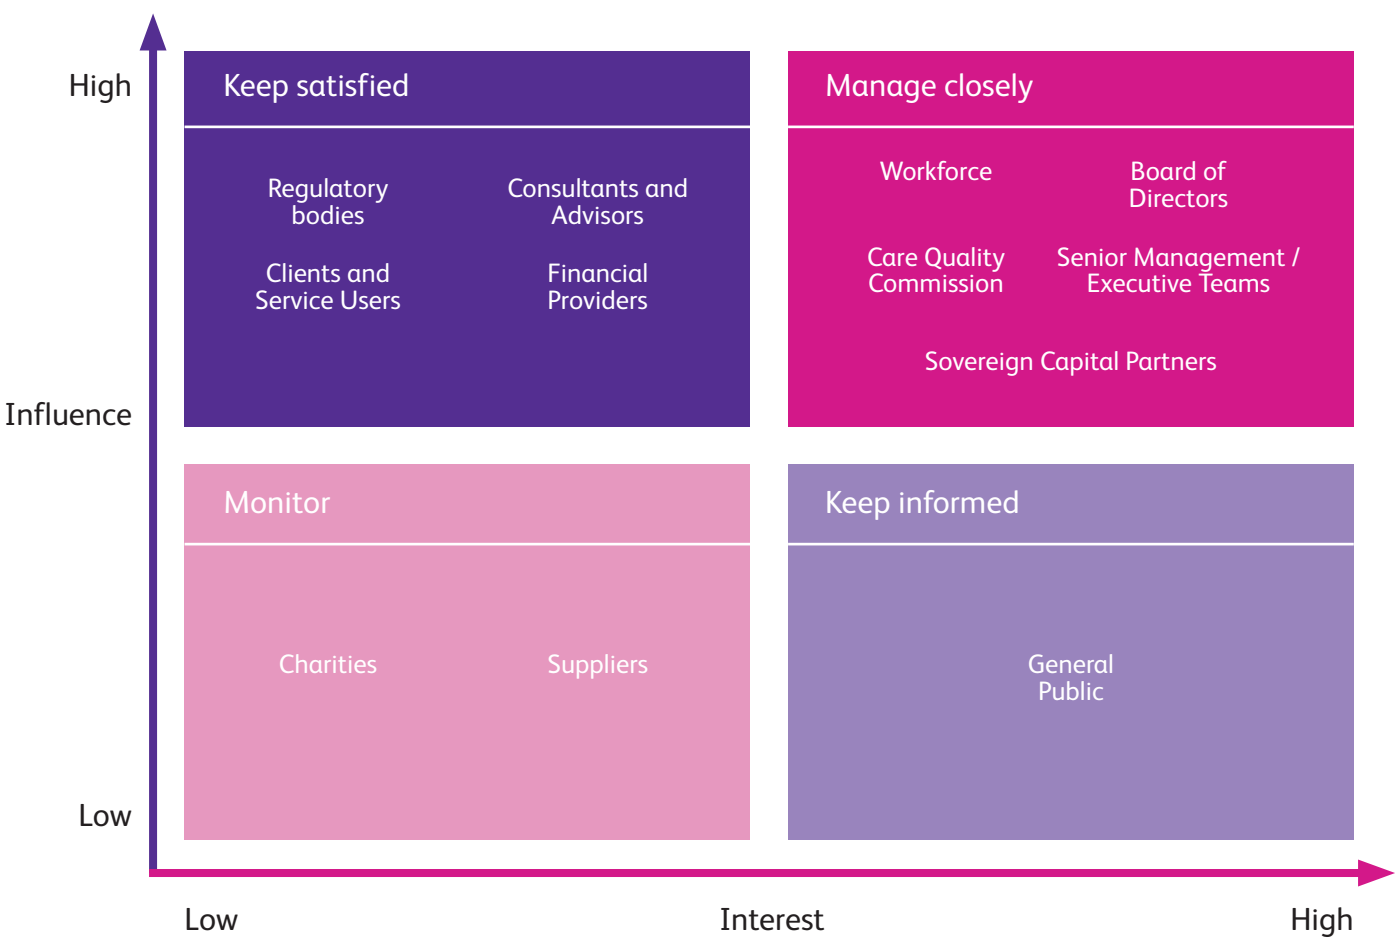 High
Keep satisfied
Regulatory
bodies
Consultants and
Advisors
Clients and
Service Users
Financial
Providers
Manage closely
Workforce
Board of
Directors
Care Quality
Commission
Senior Management /
Executive Teams
Sovereign Capital Partners
Influence
Monitor
Charities
Suppliers
Keep informed
General
Public
Low
Low
Interest
High